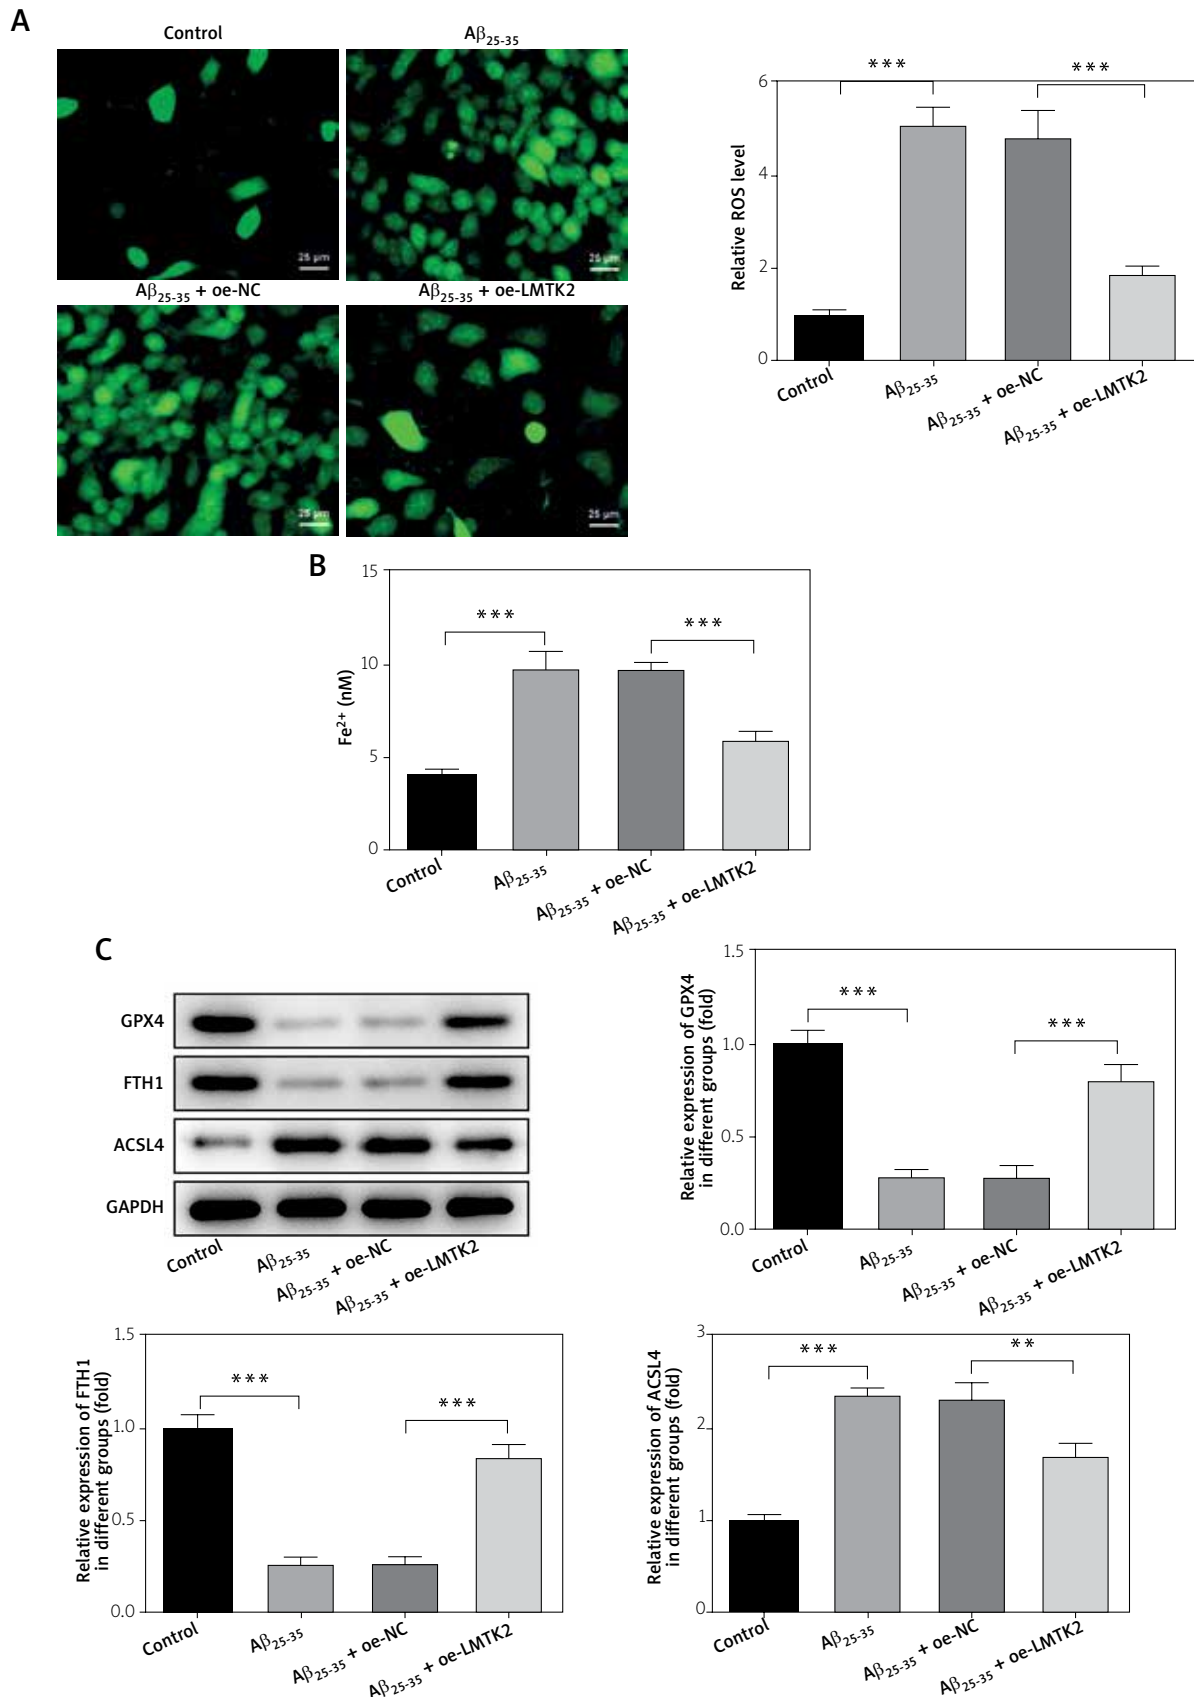 A
Control
Aβ25-35
25 µm
25 µm
Aβ25-35 + oe-NC
Aβ25-35 + oe-LMTK2
25 µm
25 µm
Relative ROS level
6
4
2
0
***
***
Control
Aβ25-35
Aβ25-35 + oe-NC
Aβ25-35 + oe-LMTK2
B
Fe2+ (nM)
15
10
5
0
***
***
Control
Aβ25-35
Aβ25-35 + oe-NC
Aβ25-35 + oe-LMTK2
C
GPX4
FTH1
ACSL4
GAPDH
Control
Aβ25-35
Aβ25-35 + oe-NC
Aβ25-35 + oe-LMTK2
Relative expression of GPX4
in different groups (fold)
1.5
1.0
0.5
0.0
***
***
Control
Aβ25-35
Aβ25-35 + oe-NC
Aβ25-35 + oe-LMTK2
Relative expression of FTH1
in different groups (fold)
1.5
1.0
0.5
0.0
***
***
Control
Aβ25-35
Aβ25-35 + oe-NC
Aβ25-35 + oe-LMTK2
Relative expression of ACSL4
in different groups (fold)
3
2
1
0
***
**
Control
Aβ25-35
Aβ25-35 + oe-NC
Aβ25-35 + oe-LMTK2